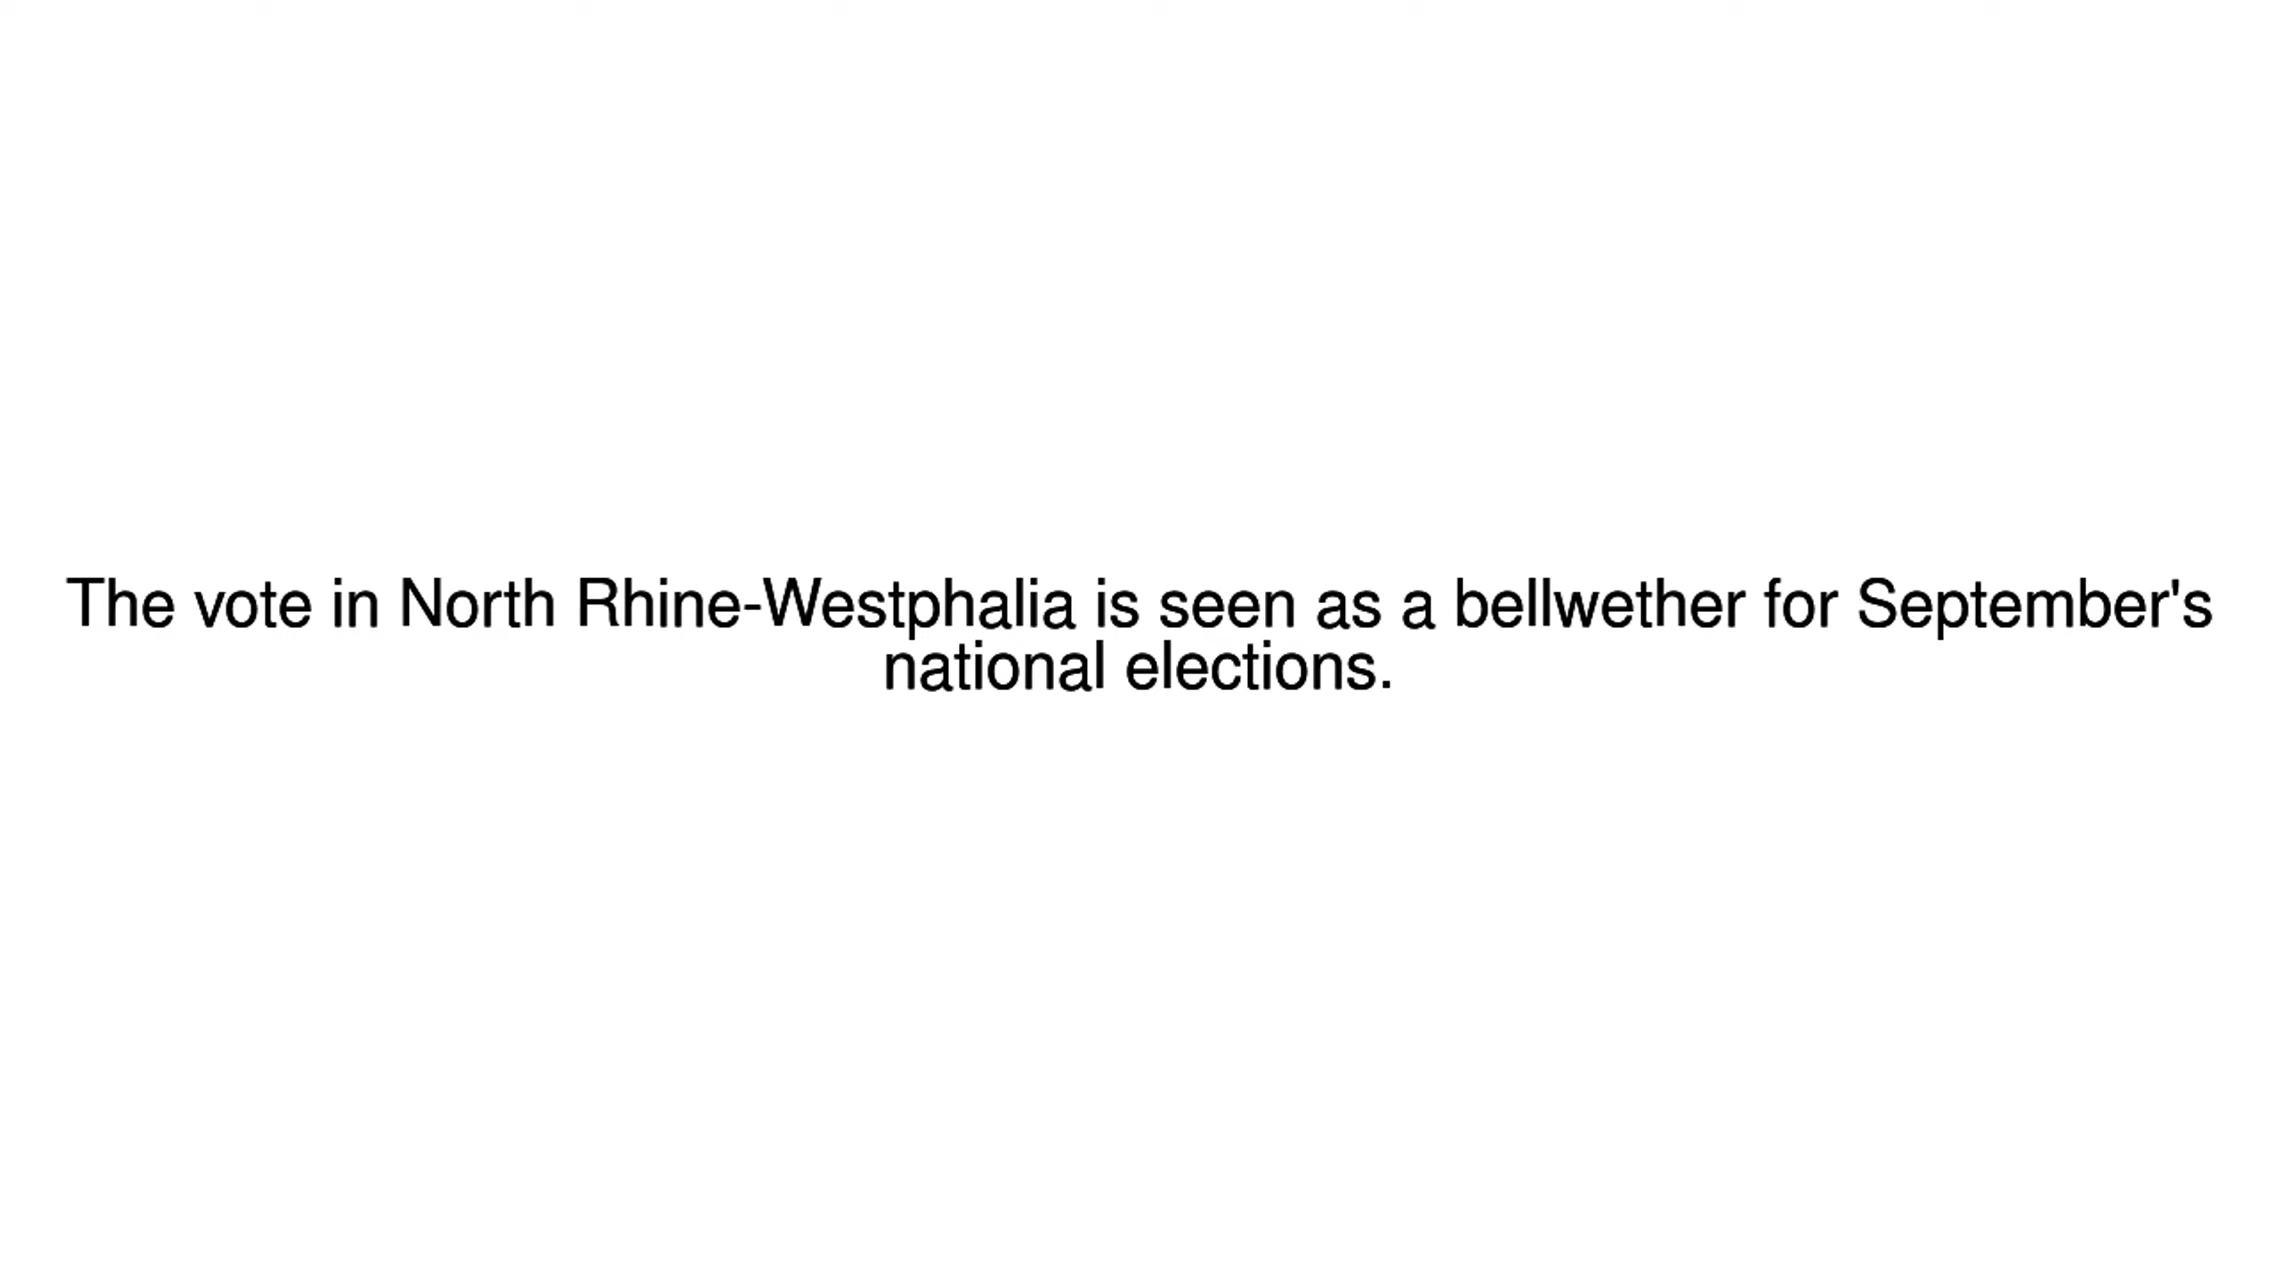 The vote in North Rhine-Westphalia is seen as a bellwether for September's
national elections.